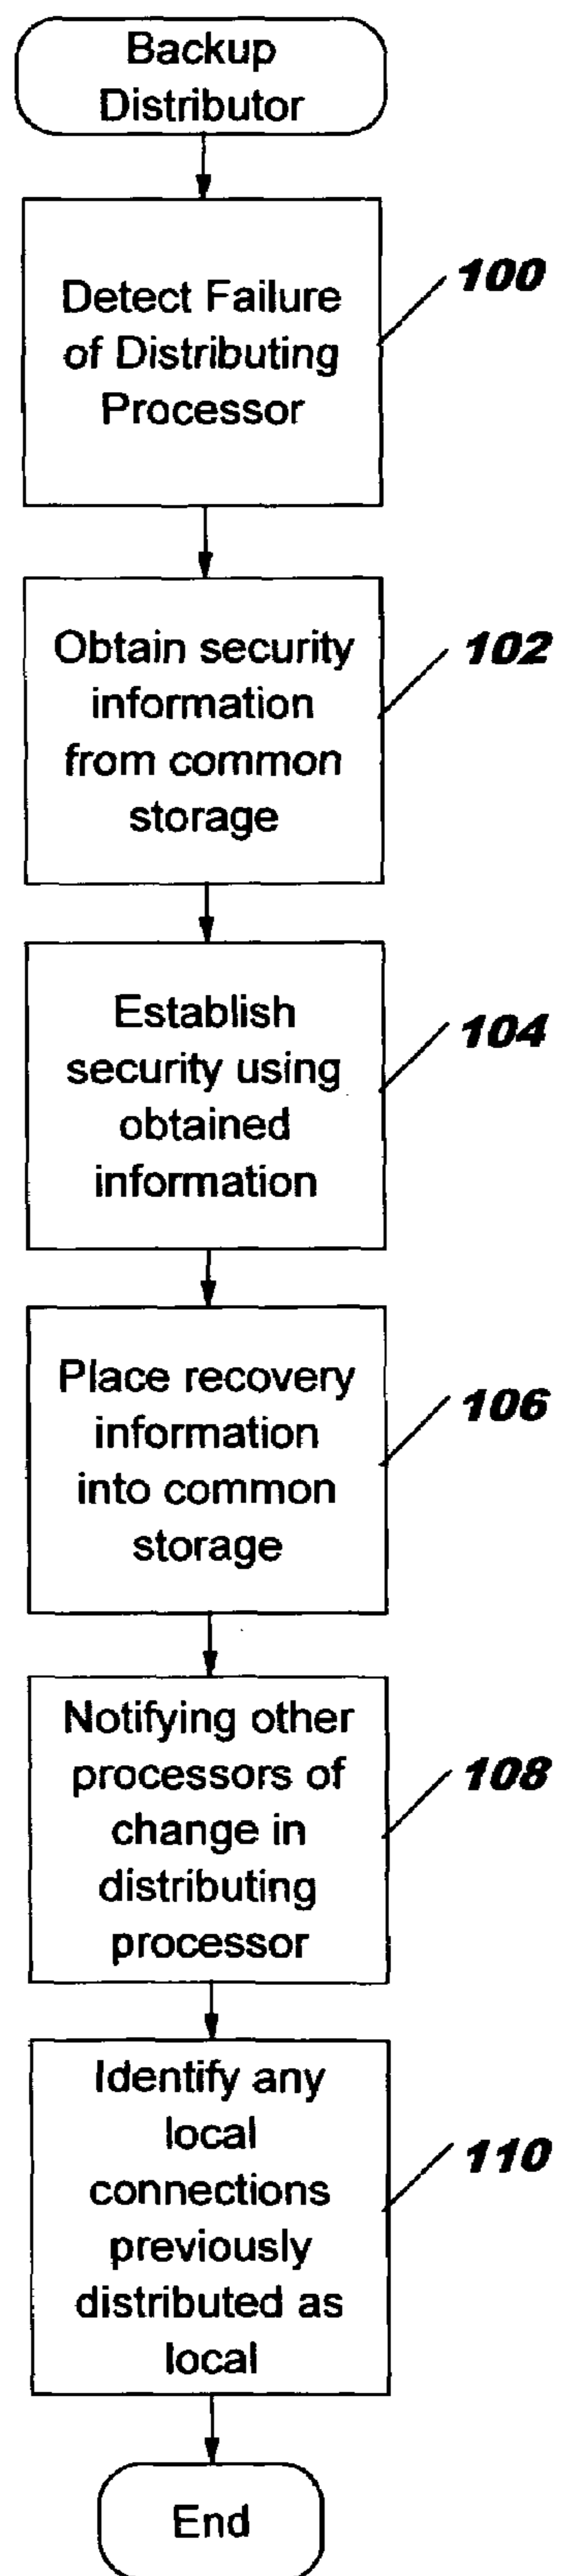 Backup
Distributor
Detect Failure
of Distributing
Processor
100
Obtain security
information
from common
storage
102
Establish
security using
obtained
information
104
Place recovery
information
into common
storage
106
Notifying other
processors of
change in
distributing
processor
108
Identify any
local
connections
previously
distributed as
local
110
End